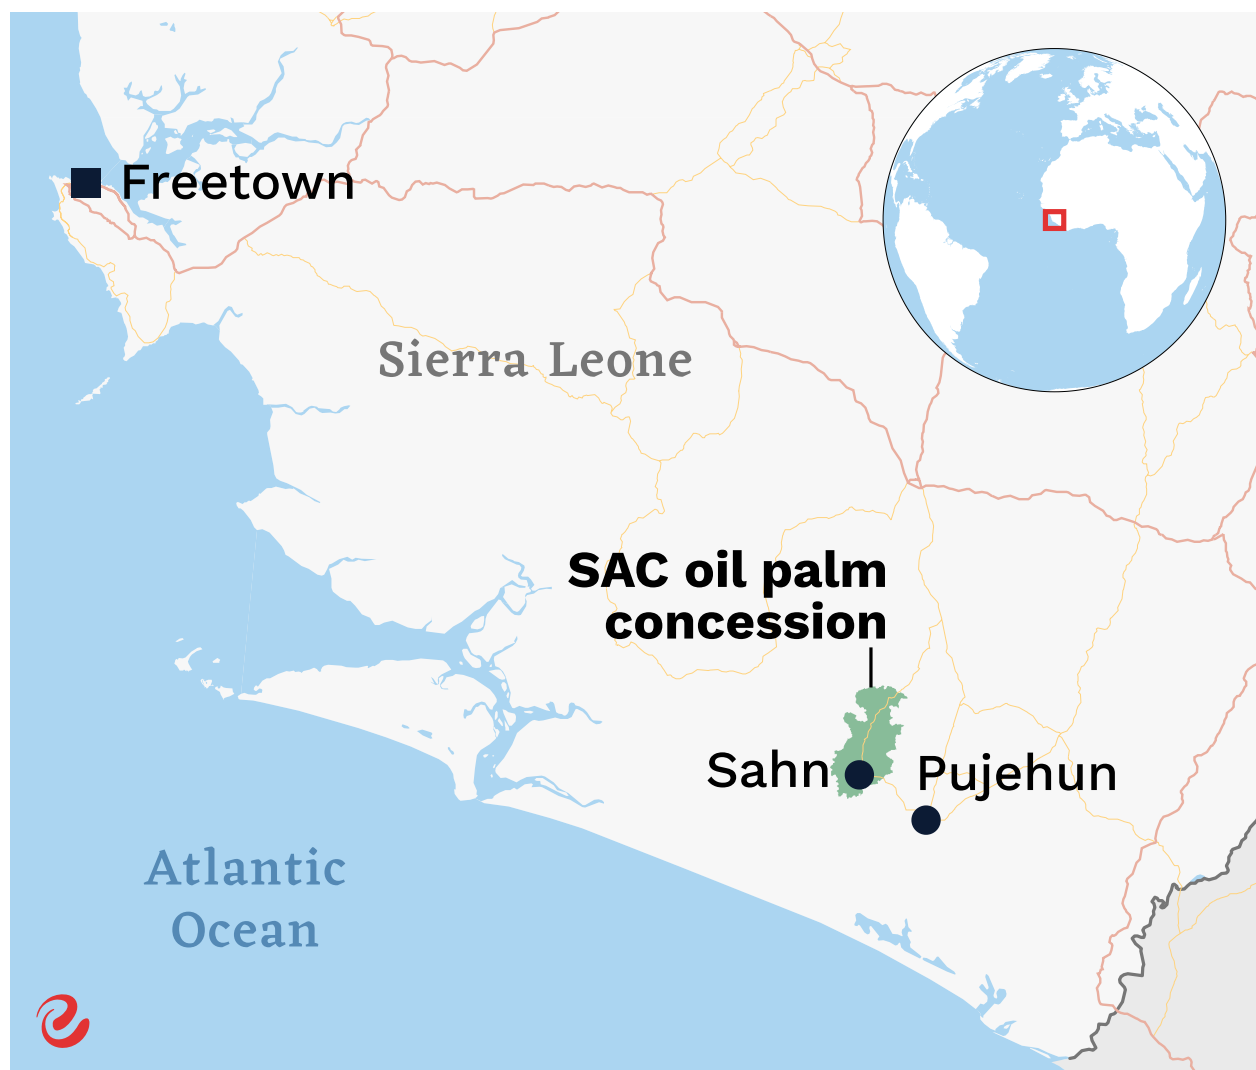 Freetown
Sierra Leone
SAC oil palm
concession
Sahn
Pujehun
Atlantic
Ocean